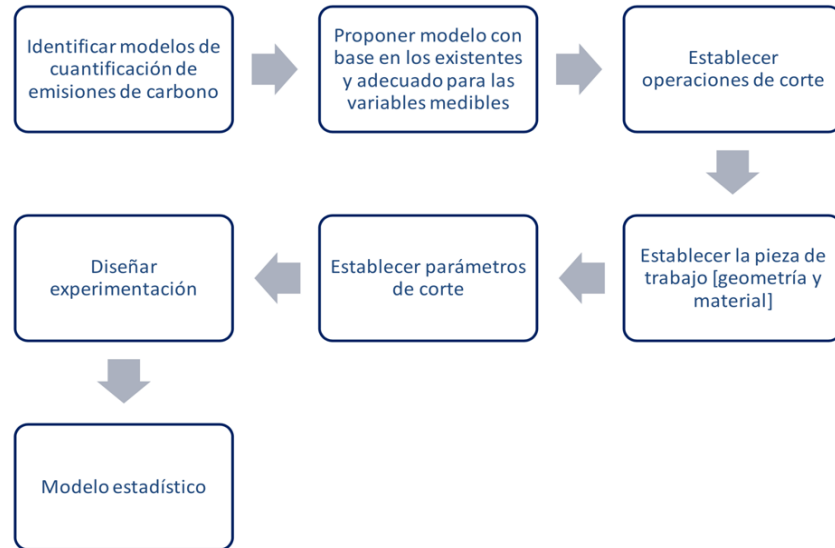 Identificar modelos de
cuantificación de
emisiones de carbono
Proponer modelo con
base en los existentes
y adecuado para las
variables medibles
Establecer
operaciones de corte
Establecer la pieza de
trabajo [geometría y
material]
Establecer parámetros
de corte
Diseñar
experimentación
Modelo estadístico